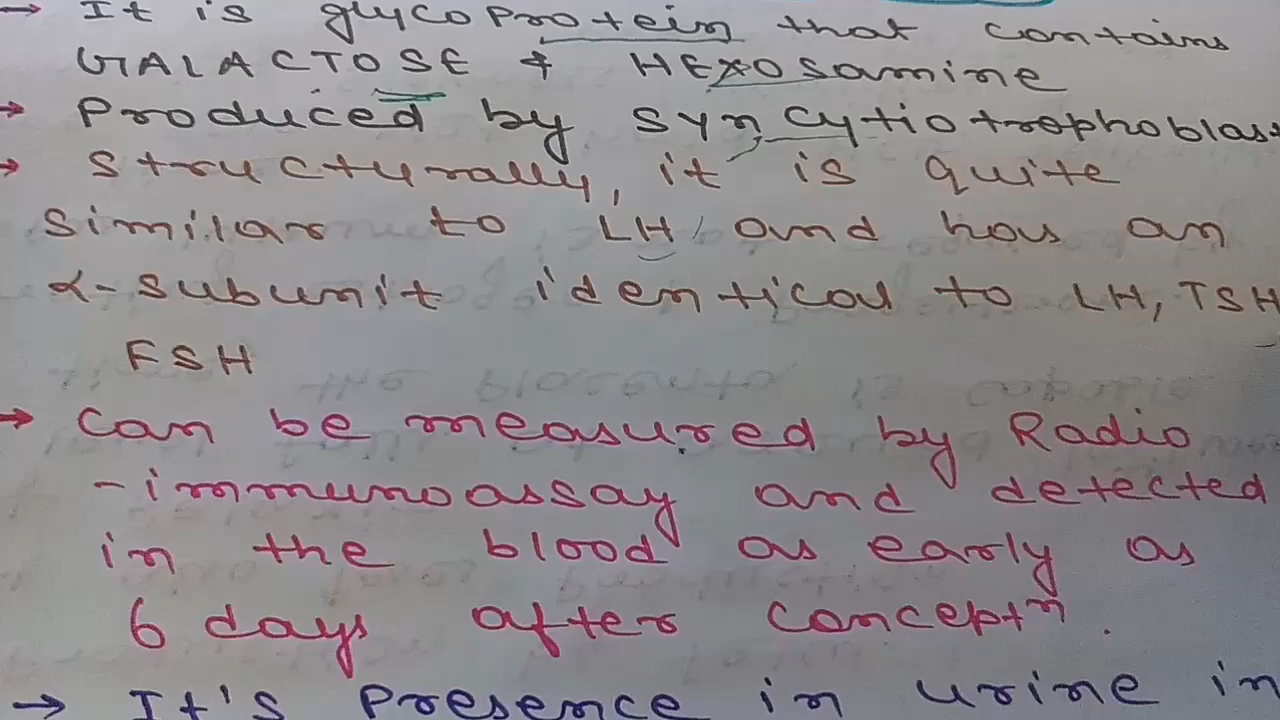 → It is glycoprotein that contains
GALACTOSE & HEXOSamine
→ Produced by syncytiotrophoblast
→ Structurally, it is quite
similar to LH, and has an
α-subunit identical to LH, TSH
FSH
→ Can be measured by Radio
-immunoassay and detected
in the blood as early as
6 days after conceptⁿ.
→ It's Presence in urine in